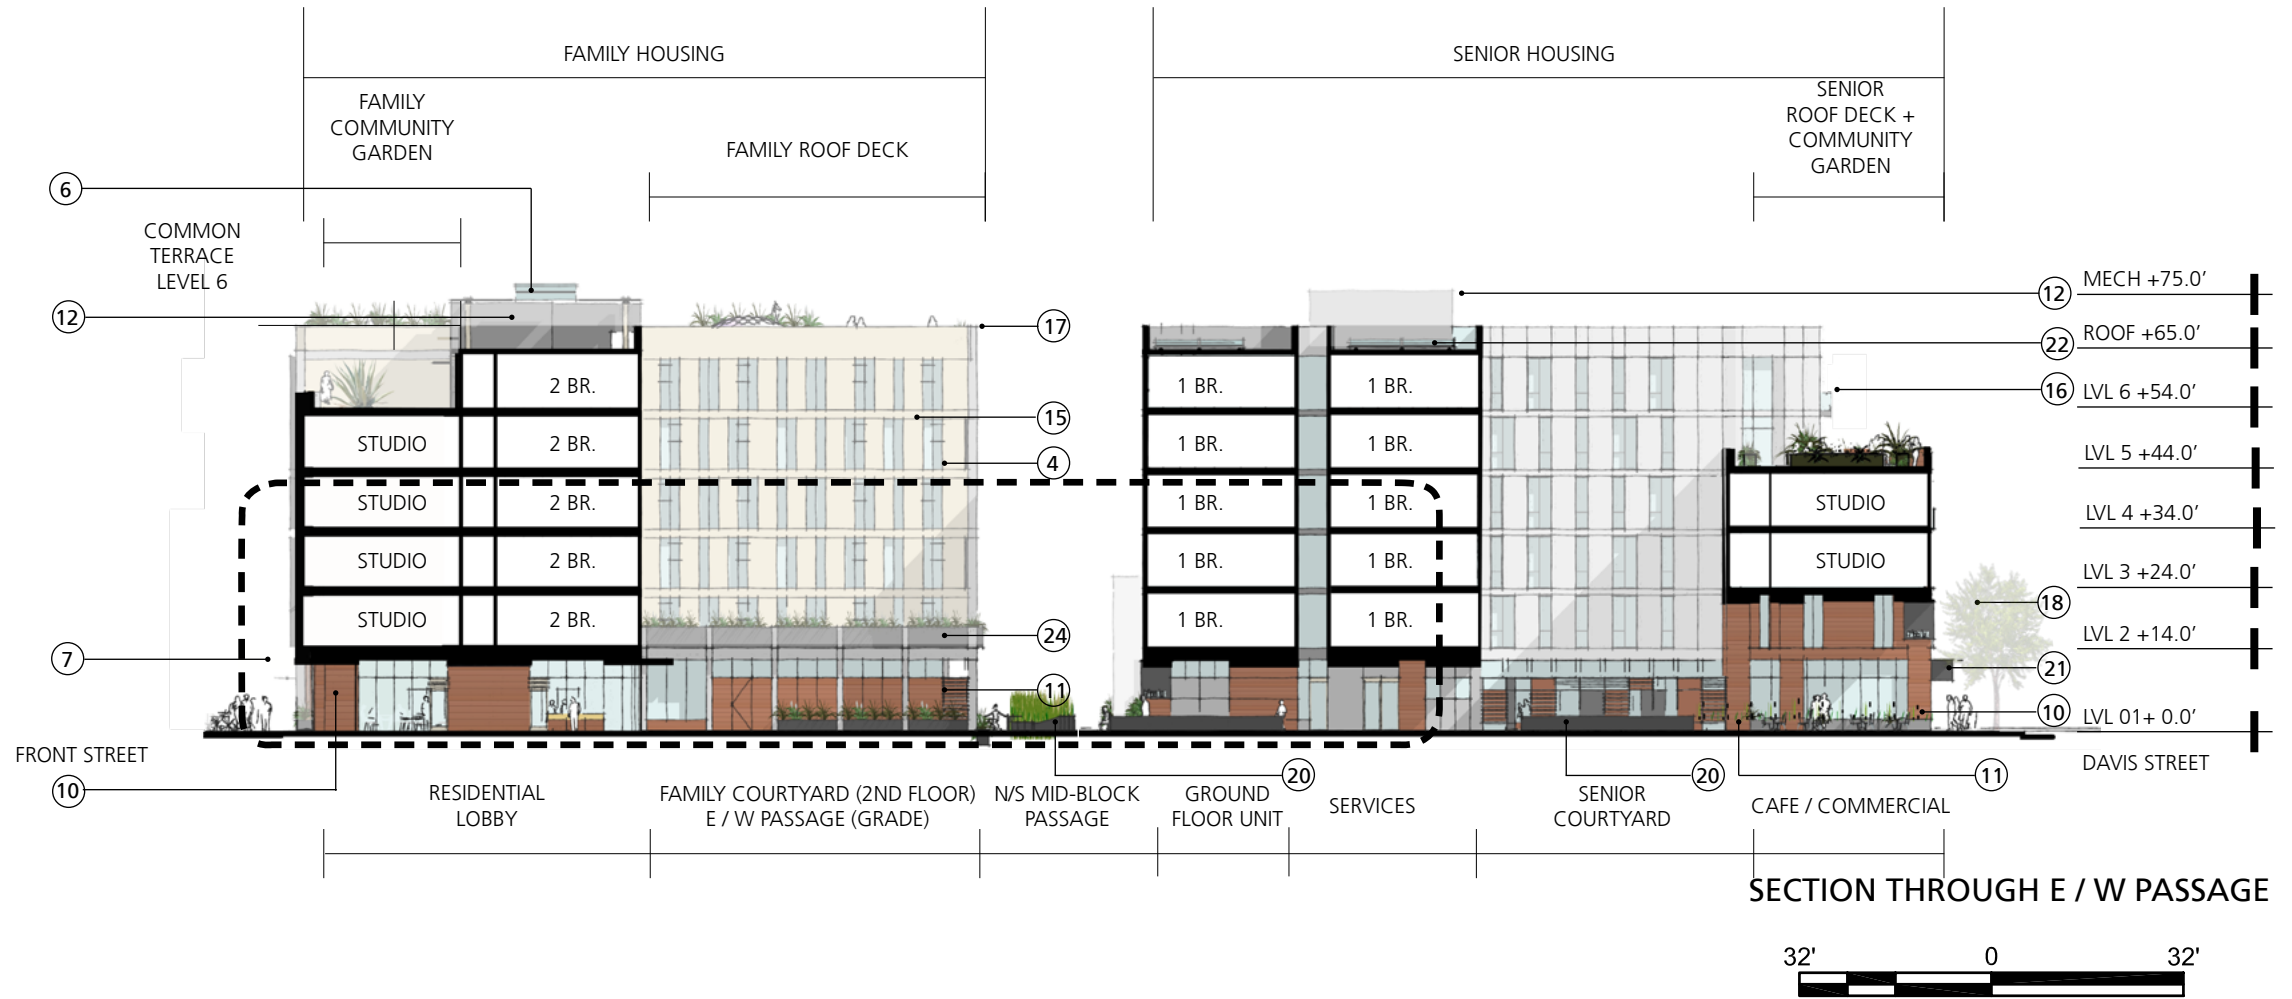 FAMILY HOUSING
SENIOR HOUSING
FAMILY
COMMUNITY
GARDEN
FAMILY ROOF DECK
SENIOR
ROOF DECK +
COMMUNITY
GARDEN
6
COMMON
TERRACE
LEVEL 6
12
17
15
4
24
11
7
FRONT STREET
10
2 BR.
STUDIO
2 BR.
STUDIO
2 BR.
STUDIO
2 BR.
STUDIO
2 BR.
1 BR.
1 BR.
1 BR.
1 BR.
1 BR.
1 BR.
1 BR.
1 BR.
1 BR.
1 BR.
STUDIO
STUDIO
12
MECH +75.0’
22
ROOF +65.0’
16
LVL 6 +54.0’
LVL 5 +44.0’
LVL 4 +34.0’
LVL 3 +24.0’
18
LVL 2 +14.0’
21
10
LVL 01+ 0.0’
DAVIS STREET
20
20
11
RESIDENTIAL
LOBBY
FAMILY COURTYARD (2ND FLOOR)
E / W PASSAGE (GRADE)
N/S MID-BLOCK
PASSAGE
GROUND
FLOOR UNIT
SERVICES
SENIOR
COURTYARD
CAFE / COMMERCIAL
SECTION THROUGH E / W PASSAGE
32'
0
32'